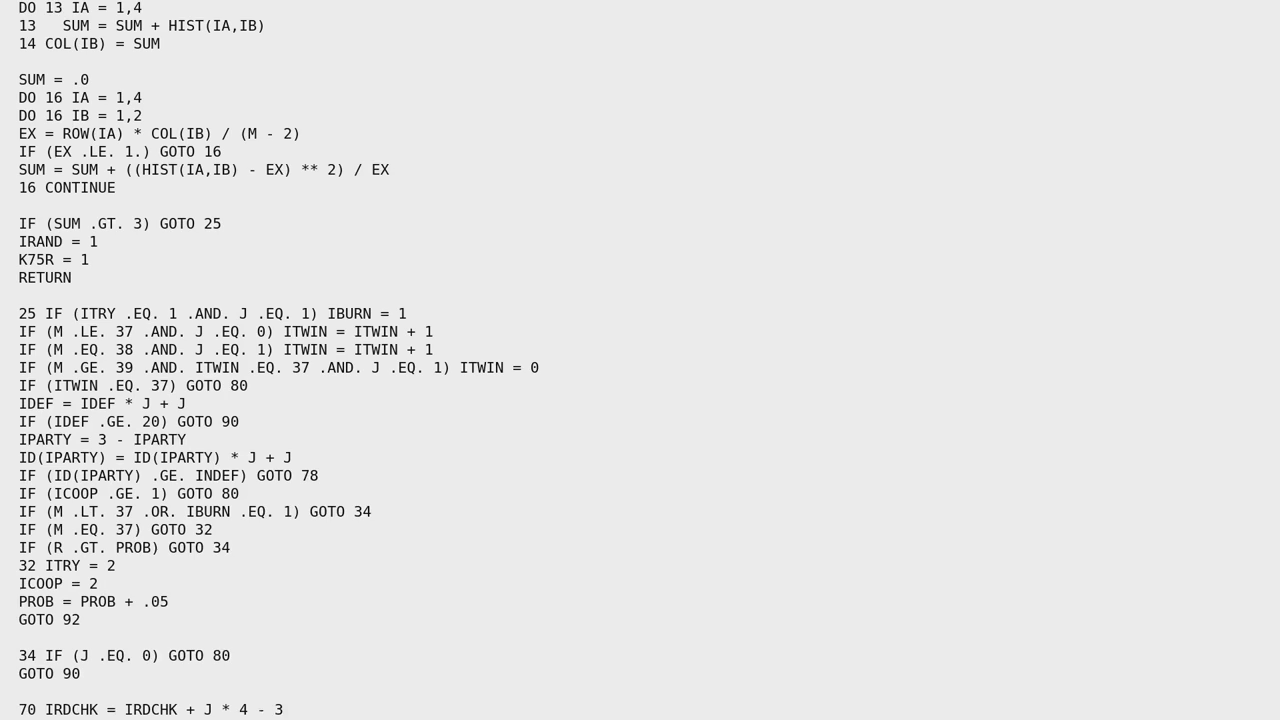 DO 13 IA = 1,4
13   SUM = SUM + HIST(IA,IB)
14 COL(IB) = SUM

SUM = .0
DO 16 IA = 1,4
DO 16 IB = 1,2
EX = ROW(IA) * COL(IB) / (M - 2)
IF (EX .LE. 1.) GOTO 16
SUM = SUM + ((HIST(IA,IB) - EX) ** 2) / EX
16 CONTINUE

IF (SUM .GT. 3) GOTO 25
IRAND = 1
K75R = 1
RETURN

25 IF (ITRY .EQ. 1 .AND. J .EQ. 1) IBURN = 1
IF (M .LE. 37 .AND. J .EQ. 0) ITWIN = ITWIN + 1
IF (M .EQ. 38 .AND. J .EQ. 1) ITWIN = ITWIN + 1
IF (M .GE. 39 .AND. ITWIN .EQ. 37 .AND. J .EQ. 1) ITWIN = 0
IF (ITWIN .EQ. 37) GOTO 80
IDEF = IDEF * J + J
IF (IDEF .GE. 20) GOTO 90
IPARTY = 3 - IPARTY
ID(IPARTY) = ID(IPARTY) * J + J
IF (ID(IPARTY) .GE. INDEF) GOTO 78
IF (ICOOP .GE. 1) GOTO 80
IF (M .LT. 37 .OR. IBURN .EQ. 1) GOTO 34
IF (M .EQ. 37) GOTO 32
IF (R .GT. PROB) GOTO 34
32 ITRY = 2
ICOOP = 2
PROB = PROB + .05
GOTO 92

34 IF (J .EQ. 0) GOTO 80
GOTO 90

70 IRDCHK = IRDCHK + J * 4 - 3